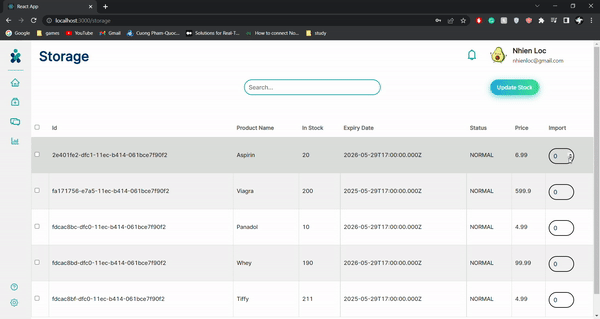 React App
localhost:3000/storage
Google
-games
YouTube
Gmail
Cuong Pham-Quoc...
Solutions for Real-T...
How to connect No...
study
Storage
Nhien Loc
nhienloc@gmail.com
Search...
Update Stock
Id Product Name In Stock Expiry Date Status Price Import
2e401fe2-dfc1-11ec-b414-061bce7f90f2 Aspirin 20 2026-05-29T17:00:00.000Z NORMAL 6.99 0
fa171756-e7a5-11ec-b414-061bce7f90f2 Viagra 200 2025-05-29T17:00:00.000Z NORMAL 599.9 0
fdcac8bc-dfc0-11ec-b414-061bce7f90f2 Panadol 10 2026-05-29T17:00:00.000Z NORMAL 4.99 0
fdcac8bd-dfc0-11ec-b414-061bce7f90f2 Whey 190 2026-05-29T17:00:00.000Z NORMAL 99.99 0
fdcac8bf-dfc0-11ec-b414-061bce7f90f2 Tiffy 211 2025-05-29T17:00:00.000Z NORMAL 4.99 0